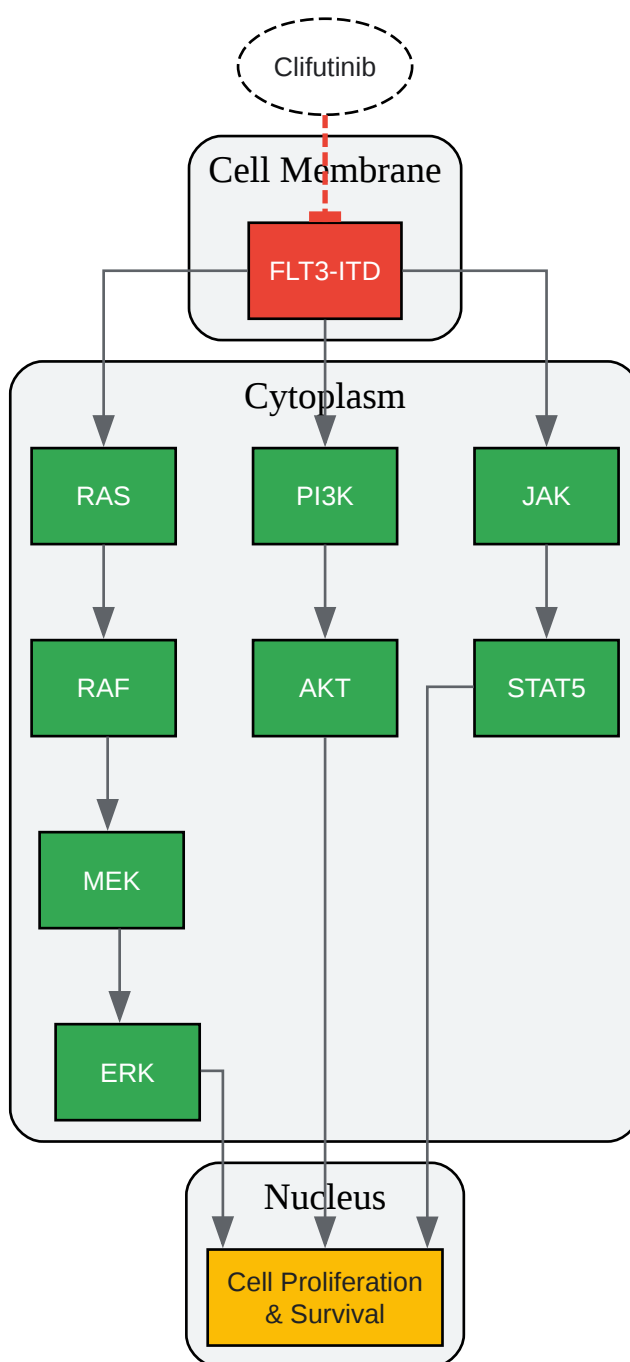 Clifutinib
Cell Membrane
FLT3-ITD
Cytoplasm
RAS
PI3K
JAK
RAF
AKT
STAT5
MEK
ERK
Nucleus
Cell Proliferation
& Survival